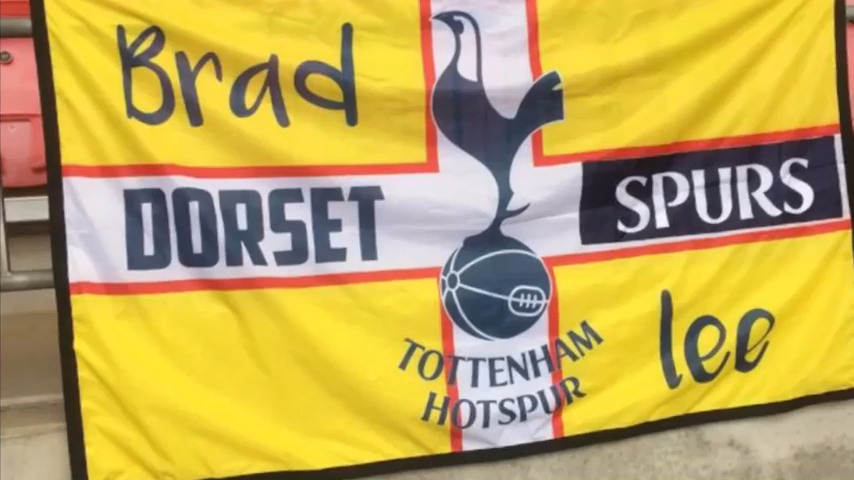 Brad
DORSET
SPURS
TOTTENHAM
HOTSPUR
lee